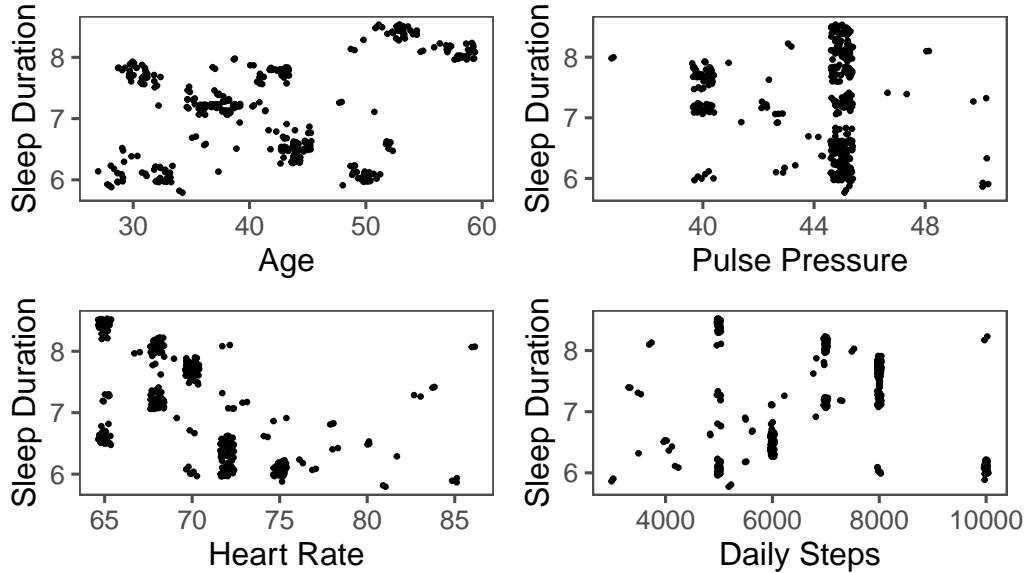 Sleep Duration
8
7
6
30 40 50 60
Age
Sleep Duration
8
7
6
40 44 48
Pulse Pressure
Sleep Duration
8
7
6
65 70 75 80 85
Heart Rate
Sleep Duration
8
7
6
4000 6000 8000 10000
Daily Steps